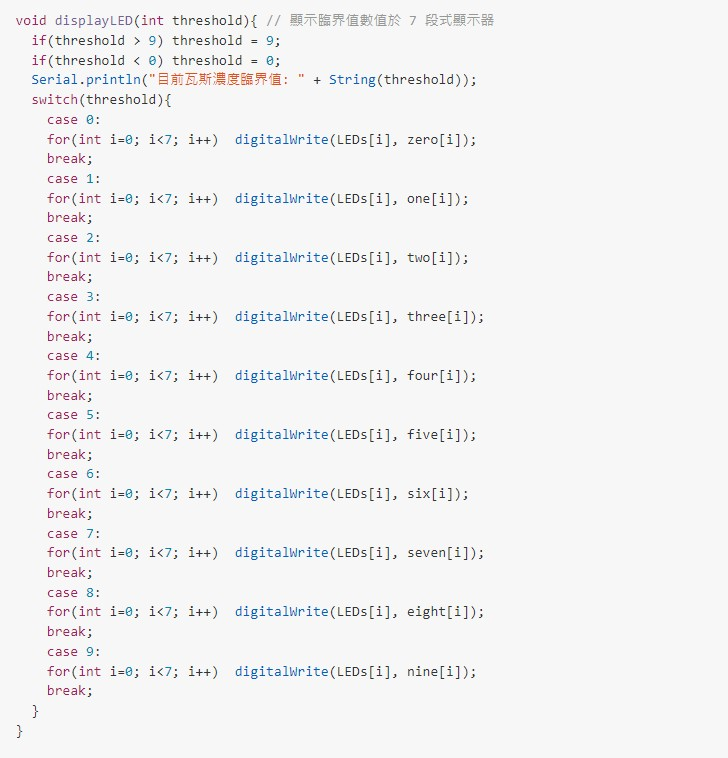 void displayLED(int threshold){ // 顯示臨界值數值於 7 段式顯示器
  if(threshold > 9) threshold = 9;
  if(threshold < 0) threshold = 0;
  Serial.println("目前瓦斯濃度臨界值: " + String(threshold));
  switch(threshold){
    case 0:
    for(int i=0; i<7; i++)  digitalWrite(LEDs[i], zero[i]);
    break;
    case 1:
    for(int i=0; i<7; i++)  digitalWrite(LEDs[i], one[i]);
    break;
    case 2:
    for(int i=0; i<7; i++)  digitalWrite(LEDs[i], two[i]);
    break;
    case 3:
    for(int i=0; i<7; i++)  digitalWrite(LEDs[i], three[i]);
    break;
    case 4:
    for(int i=0; i<7; i++)  digitalWrite(LEDs[i], four[i]);
    break;
    case 5:
    for(int i=0; i<7; i++)  digitalWrite(LEDs[i], five[i]);
    break;
    case 6:
    for(int i=0; i<7; i++)  digitalWrite(LEDs[i], six[i]);
    break;
    case 7:
    for(int i=0; i<7; i++)  digitalWrite(LEDs[i], seven[i]);
    break;
    case 8:
    for(int i=0; i<7; i++)  digitalWrite(LEDs[i], eight[i]);
    break;
    case 9:
    for(int i=0; i<7; i++)  digitalWrite(LEDs[i], nine[i]);
    break;
  }
}